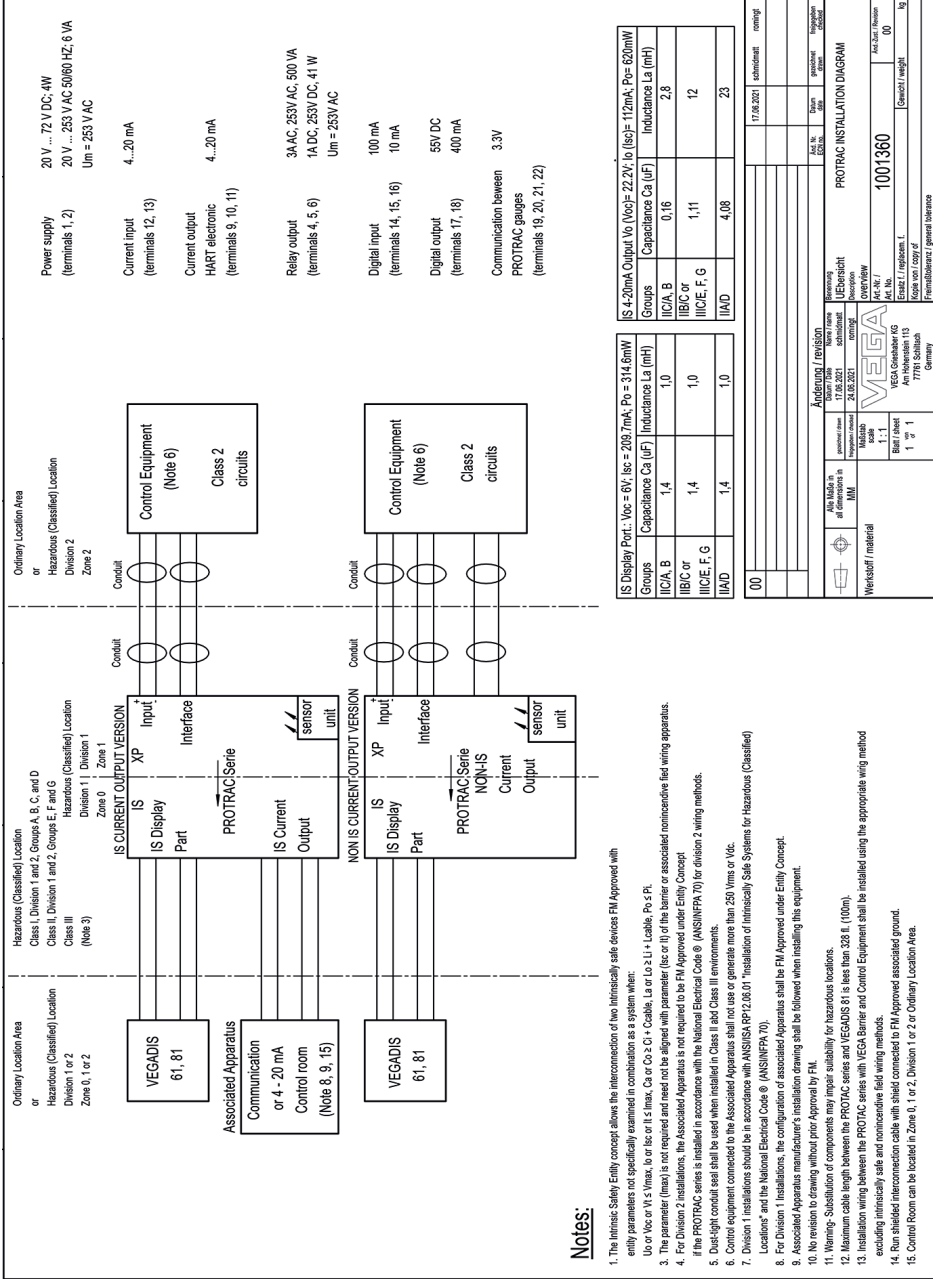 Ordinary Location Area
or
Hazardous (Classified) Location
Division 1 or 2
Zone 0, 1 or 2
Hazardous (Classified) Location
Class I, Division 1 and 2, Groups A, B, C, and D
Class II, Division 1 and 2, Groups E, F and G
Class III
(Note 3)
Hazardous (Classified) Location
Division 1
Division 1
Zone 0
Zone 1
Ordinary Location Area
or
Hazardous (Classified) Location
Division 2
Zone 2
IS CURRENT OUTPUT VERSION
VEGADIS
61, 81
Associated Apparatus
Communication
or 4 - 20 mA
Control room
(Note 8, 9, 15)
IS
XP
IS Display
Part
Input+
Interface
PROTRAC Serie
IS Current
Output
sensor
unit
Conduit
Conduit
Control Equipment
(Note 6)
Class 2
circuits
NON IS CURRENT OUTPUT VERSION
VEGADIS
61, 81
IS
XP
IS Display
Part
Input+
Interface
PROTRAC Serie
NON-IS
Current
Output
sensor
unit
Conduit
Conduit
Control Equipment
(Note 6)
Class 2
circuits
Power supply
(terminals 1, 2)
20 V ... 72 V DC; 4W
20 V ... 253 V AC 50/60 HZ; 6 VA
Um = 253 V AC
Current input
(terminals 12, 13)
4...20 mA
Current output
HART electronic
(terminals 9, 10, 11)
4...20 mA
Relay output
(terminals 4, 5, 6)
3A AC, 253V AC, 500 VA
1A DC, 253V DC, 41 W
Um = 253V AC
Digital input
(terminals 14, 15, 16)
100 mA
10 mA
Digital output
(terminals 17, 18)
55V DC
400 mA
Communication beween
PROTRAC gauges
(terminals 19, 20, 21, 22)
3.3V
Notes:
1. The Intrinsic Safety Entity concept allows the interconnection of two Intrinsically safe devices FM Approved with
entity parameters not specifically examined in combination as a system when:
Uo or Voc or Vt ≤ Vmax, Io or Isc or It ≤ Imax, Ca or Co ≥ Ci + Ccable, La or Lo ≥ Li + Lcable, Po ≤ Pi.
3. The parameter (Imax) is not required and need not be aligned with parameter (Isc or It) of the barrier or associated nonincendive fied wiring apparatus.
4. For Division 2 installations, the Associated Apparatus is not required to be FM Approved under Entity Concept
if the PROTRAC series is installed in accordance with the National Electrical Code ® (ANSI/NFPA 70) for division 2 wiring methods.
5. Dust-tight conduit seal shall be used when installed in Class II abd Class III environments.
6. Control equipment connected to the Associated Apparatus shall not use or generate more than 250 Vrms or Vdc.
7. Division 1 installations should be in accordance with ANSI/ISA RP12.06.01 "Installation of Intrinsically Safe Systems for Hazardous (Classified)
Locations" and the National Electrical Code ® (ANSI/NFPA 70).
8. For Division 1 Installations, the configuration of associated Apparatus shall be FM Approved under Entity Concept.
9. Associated Apparatus manufacturer's installation drawing shall be followed when installing this equipment.
10. No revision to drawing without prior Approval by FM.
11. Warning- Substitution of components may impair suitability for hazardous locations.
12. Maximum cable length between the PROTAC series and VEGADIS 81 is lees than 328 fl. (100m).
13. Installation wiring between the PROTAC series with VEGA Barrier and Control Equipment shall be installed using the appropriate wirig method
excluding intrinsically safe and nonincendive field wiring methods.
14. Run shielded interconnection cable with shield connected to FM Approved associated ground.
15. Control Room can be located in Zone 0, 1 or 2, Division 1 or 2 or Ordinary Location Area.
IS Display Port.: Voc = 6V; Isc = 209.7mA; Po = 314.6mW
Groups Capacitance Ca (uF) Inductance La (mH)
IIC/A, B 1,4 1,0
IIB/C or
IIIC/E, F, G 1,4 1,0
IIA/D 1,4 1,0
IS 4-20mA Output Vo (Voc)= 22.2V; Io (Isc)= 112mA; Po= 620mW
Groups Capacitance Ca (uF) Inductance La (mH)
IIC/A, B 0,16 2,8
IIB/C or
IIIC/E, F, G 1,11 12
IIA/D 4,08 23
00
17.06.2021 schmidmatt romingt
Änderung / revision
Änd. Nr.
ECN no.
Datum
date
gezeichnet
drawn
freigegeben
checked
Alle Maße in
all dimensions in
MM
Datum / Date Name / name
gezeichnet / drawn 17.06.2021 schmidmatt
freigegeben / checked 24.06.2021 romingt
Benennung
UEbersicht
Description
overview
PROTRAC INSTALLATION DIAGRAM
Werkstoff / material
Maßstab
scale
1 : 1
Blatt / sheet
1 von of 1
VEGA
VEGA Grieshaber KG
Am Hohenstein 113
77761 Schiltach
Germany
Art.-Nr. /
Art. No.
1001360
Änd.-Zust. / Revision
00
Ersatz f. / replacem. f.
Gewicht / weight
kg
Kopie von / copy of
Freimaßtoleranz / general tolerance